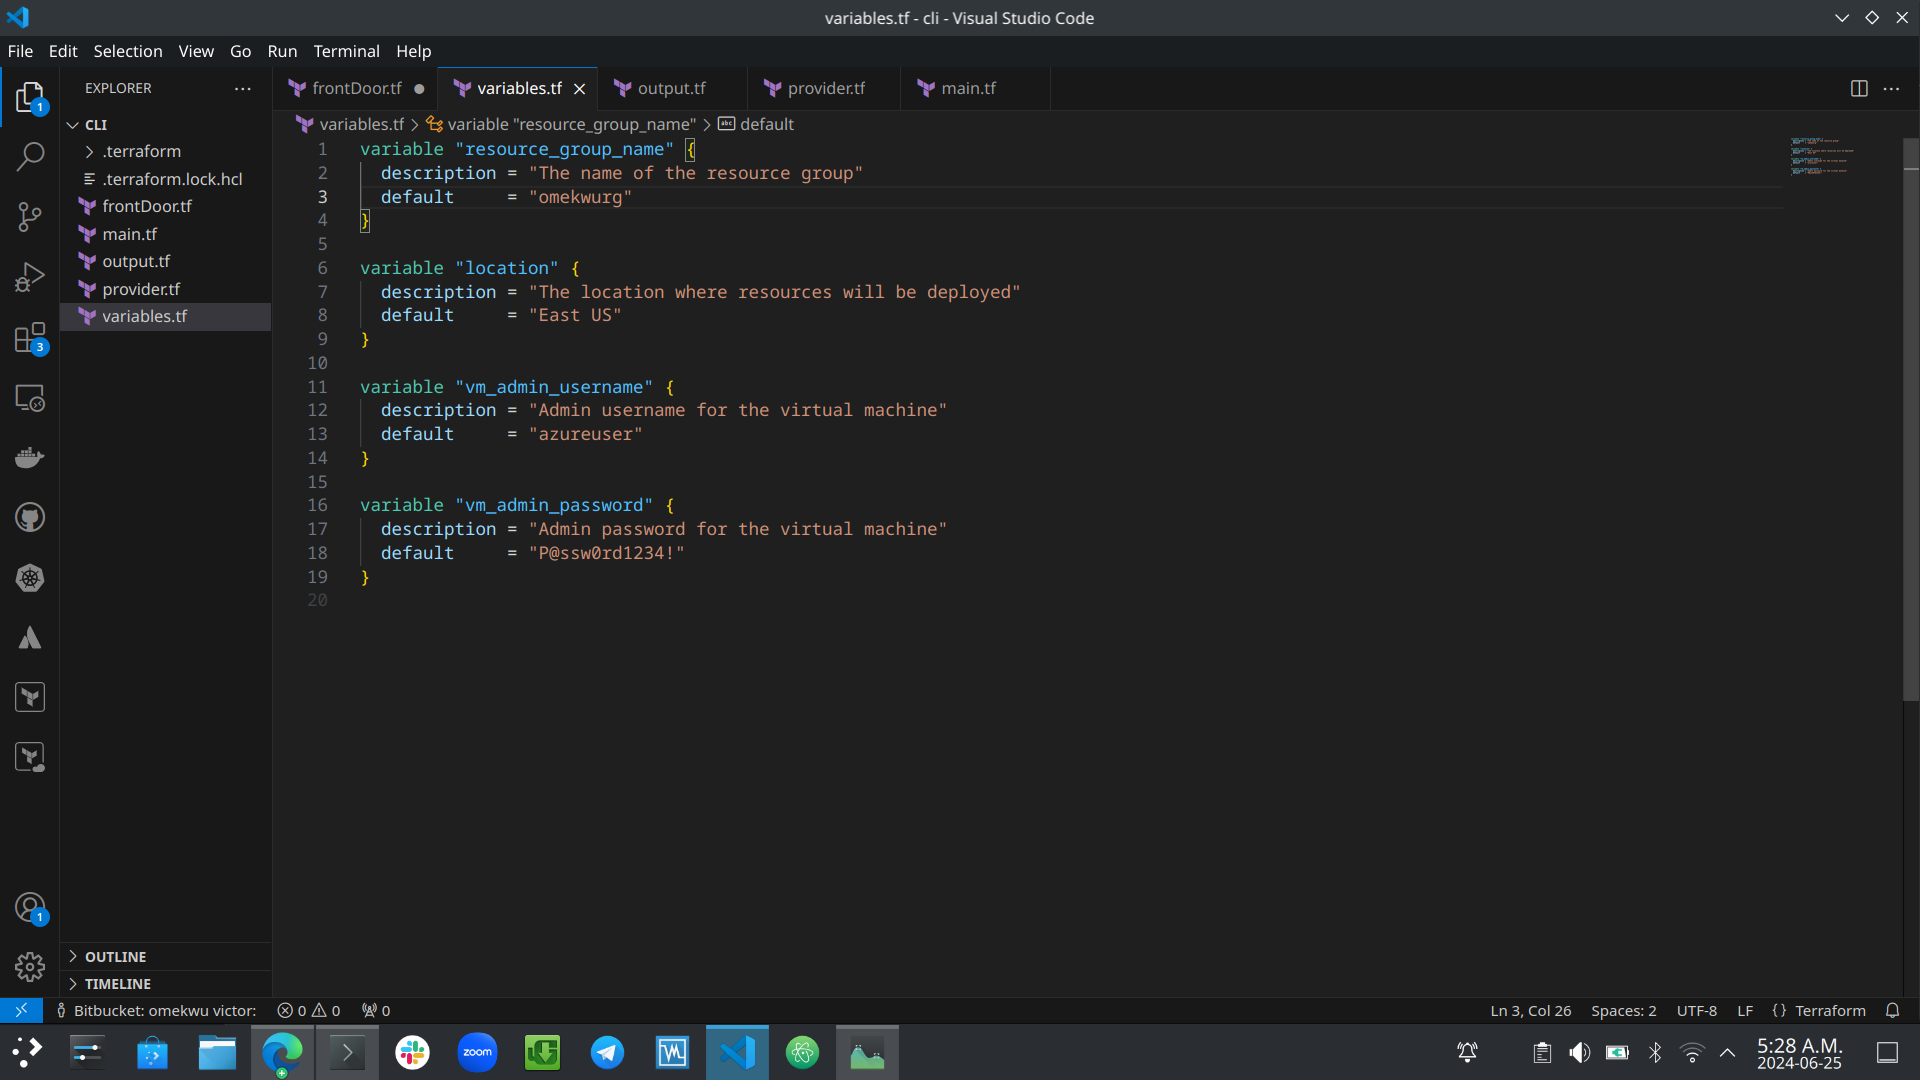 variables.tf - cli - Visual Studio Code
File Edit Selection View Go Run Terminal Help
EXPLORER
frontDoor.tf variables.tf output.tf provider.tf main.tf
1
CLI
variables.tf > variable "resource_group_name" > abc default
.terraform
.terraform.lock.hcl
frontDoor.tf
main.tf
output.tf
provider.tf
variables.tf
3
1 variable "resource_group_name" {
2 description = "The name of the resource group"
3 default = "omekwurg"
4 }
5
6 variable "location" {
7 description = "The location where resources will be deployed"
8 default = "East US"
9 }
10
11 variable "vm_admin_username" {
12 description = "Admin username for the virtual machine"
13 default = "azureuser"
14 }
15
16 variable "vm_admin_password" {
17 description = "Admin password for the virtual machine"
18 default = "P@ssw0rd1234!"
19 }
20
1
OUTLINE
TIMELINE
Bitbucket: omekwu victor: 0 0 0 Ln 3, Col 26 Spaces: 2 UTF-8 LF {} Terraform
zoom
5:28 A.M.
2024-06-25